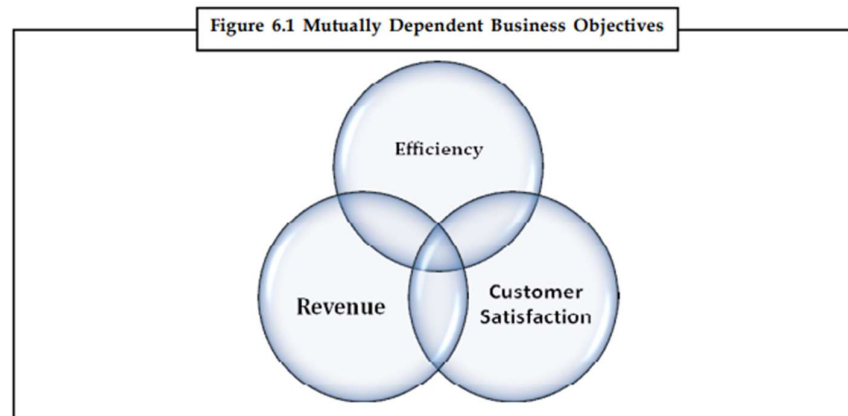 Figure 6.1 Mutually Dependent Business Objectives
Efficiency
Revenue
Customer
Satisfaction